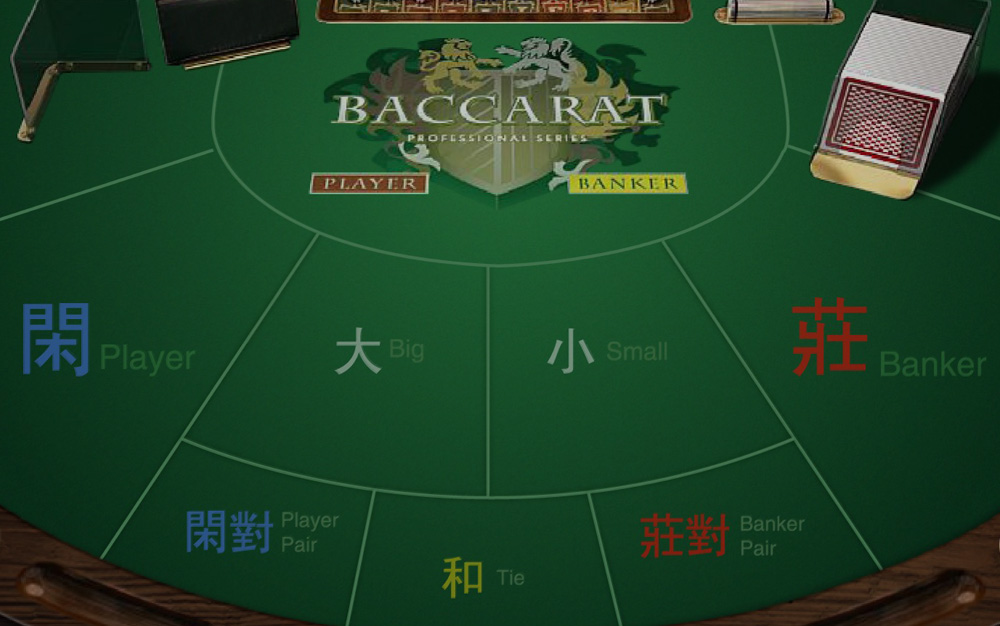 BACCARAT
PROFESSIONAL SERIES
PLAYER
BANKER
閑 Player
大 Big
小 Small
莊 Banker
閑對 Player
Pair
和 Tie
莊對 Banker
Pair